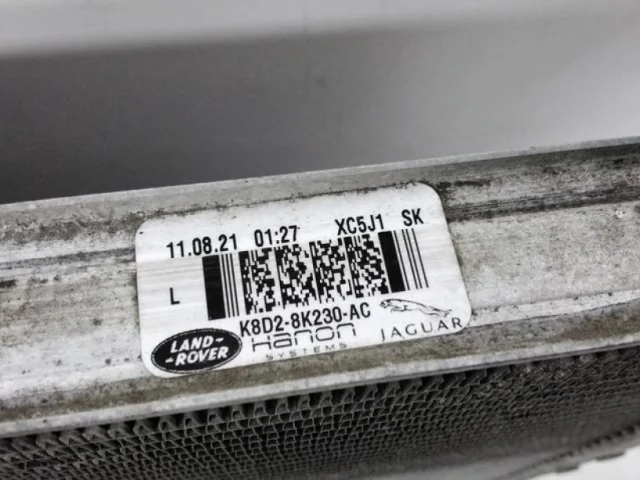 11.08.21 01:27 XC5J1 SK
L
K8D2-8K230-AC
LAND-
-ROVER
Hanon
SYSTEMS
JAGUAR